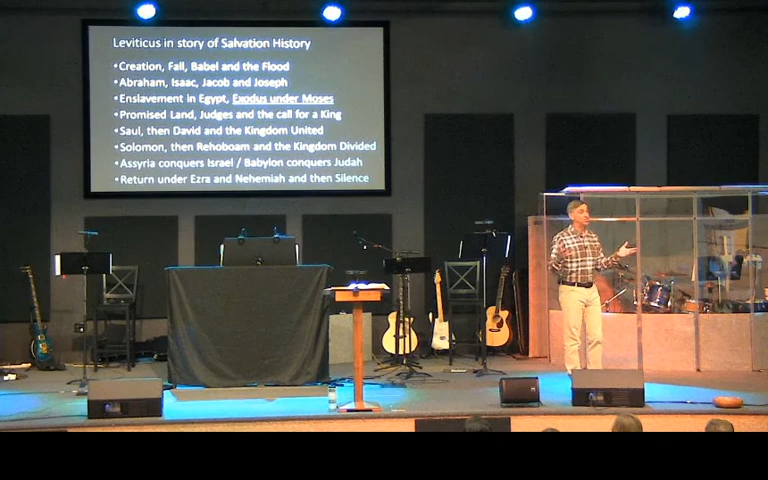 Leviticus in story of Salvation History
•Creation, Fall, Babel and the Flood
•Abraham, Isaac, Jacob and Joseph
•Enslavement in Egypt, Exodus under Moses
•Promised Land, Judges and the call for a King
•Saul, then David and the Kingdom United
•Solomon, then Rehoboam and the Kingdom Divided
•Assyria conquers Israel / Babylon conquers Judah
•Return under Ezra and Nehemiah and then Silence